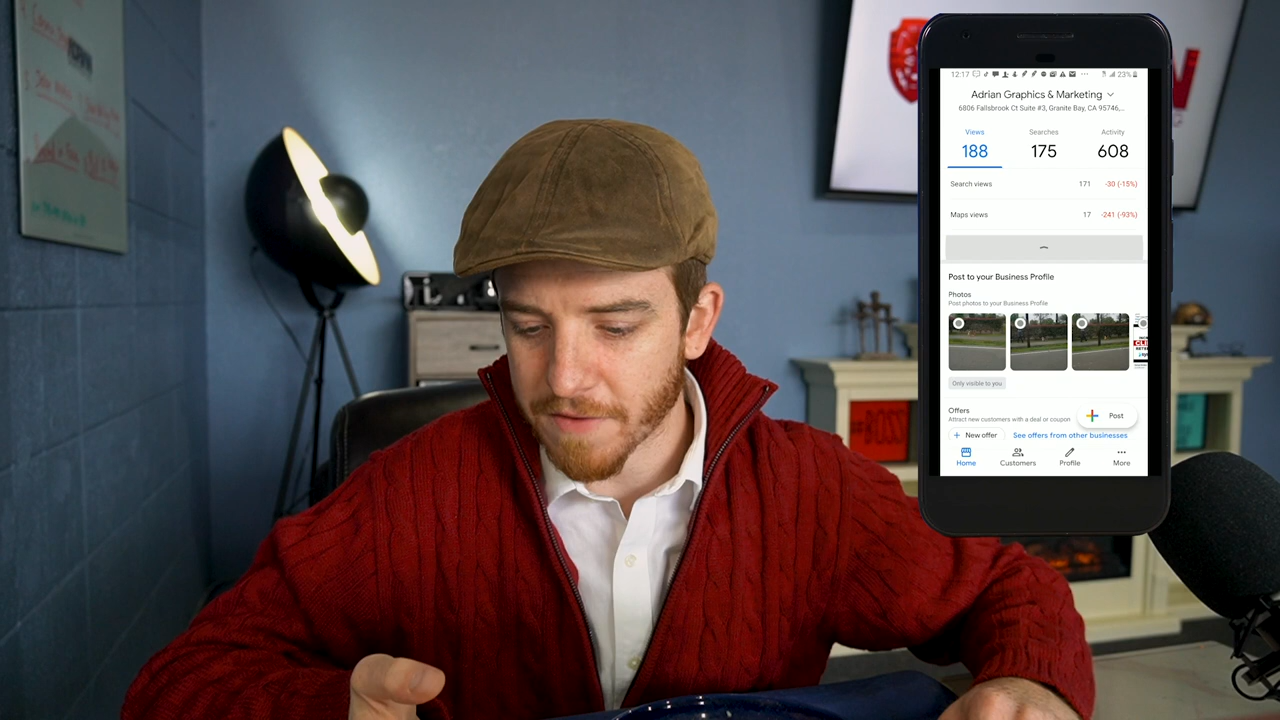 12:17
23%
Adrian Graphics & Marketing
6806 Fallsbrook Ct Suite #3, Granite Bay, CA 95746,...
Views Searches Activity
188 175 608
Search views 171 -30 (-15%)
Maps views 17 -241 (-93%)
Post to your Business Profile
Photos
Post photos to your Business Profile
Only visible to you
Offers
Attract new customers with a deal or coupon
Post
New offer See offers from other businesses
Home Customers Profile More